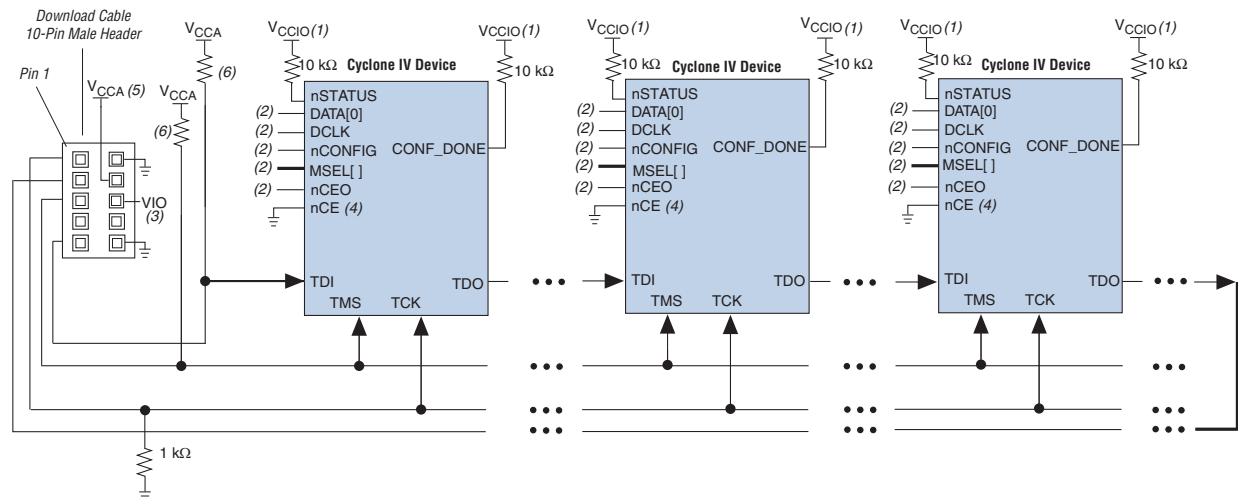 Download Cable
10-Pin Male Header
Pin 1
VCCA (5)
VCCA
(6)
VCCA
(6)
VIO
(3)
1 kΩ
VCCIO (1)
10 kΩ
Cyclone IV Device
VCCIO (1)
10 kΩ
nSTATUS
(2) DATA[0]
(2) DCLK
(2) nCONFIG
CONF_DONE
(2) MSEL[ ]
(2) nCEO
nCE (4)
TDI
TDO
TMS TCK
VCCIO (1)
10 kΩ
Cyclone IV Device
VCCIO (1)
10 kΩ
nSTATUS
(2) DATA[0]
(2) DCLK
(2) nCONFIG
CONF_DONE
(2) MSEL[ ]
(2) nCEO
nCE (4)
TDI
TDO
TMS TCK
VCCIO (1)
10 kΩ
Cyclone IV Device
VCCIO (1)
10 kΩ
nSTATUS
(2) DATA[0]
(2) DCLK
(2) nCONFIG
CONF_DONE
(2) MSEL[ ]
(2) nCEO
nCE (4)
TDI
TDO
TMS TCK